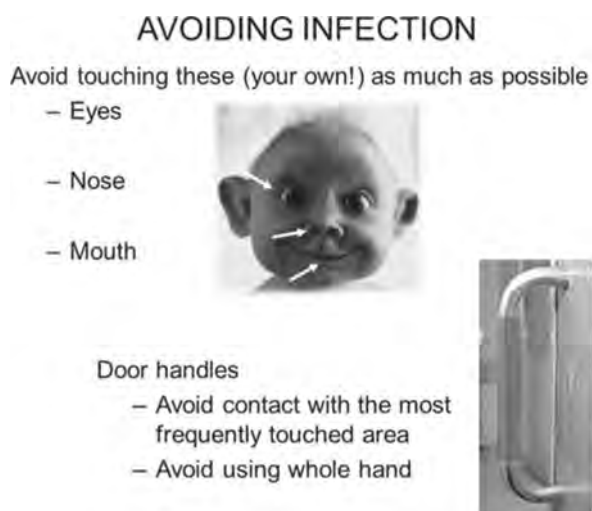 AVOIDING INFECTION
Avoid touching these (your own!) as much as possible
– Eyes
– Nose
– Mouth
Door handles
– Avoid contact with the most
frequently touched area
– Avoid using whole hand